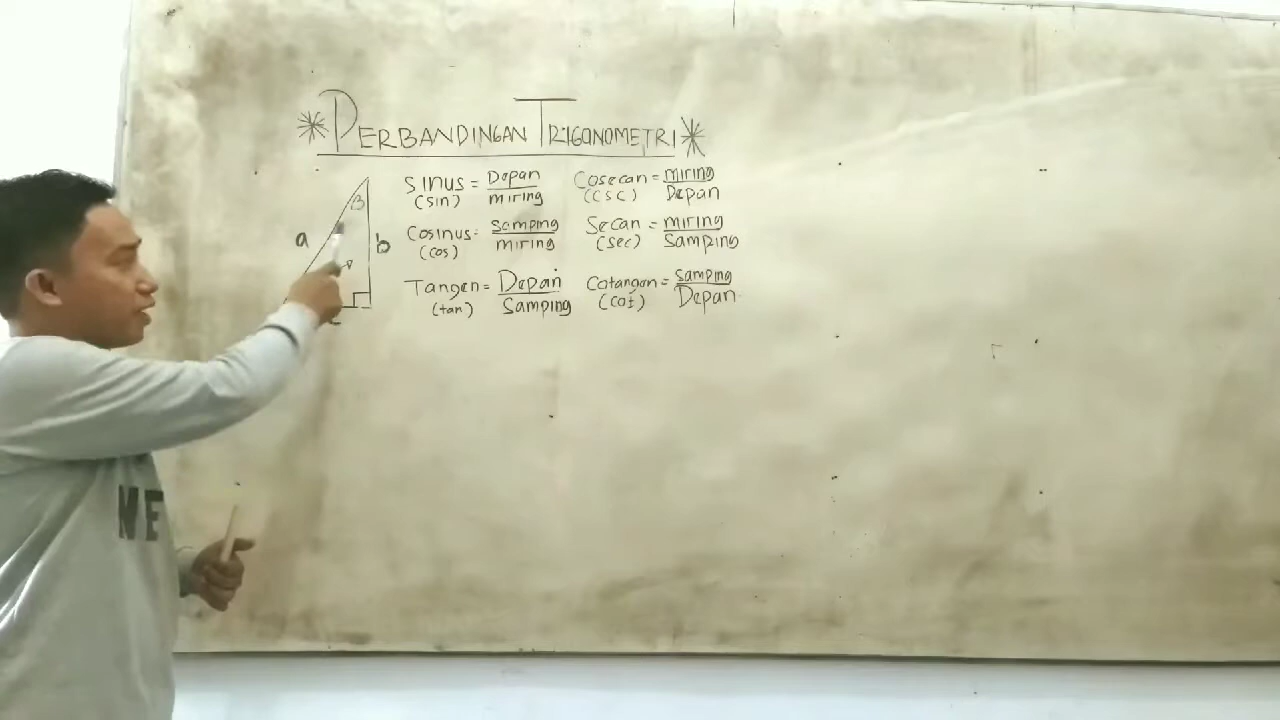 * PERBANDINGAN TRIGONOMETRI *
Sinus = Depan / miring
(sin)
Cosecan = miring / Depan
(csc)
Cosinus = samping / miring
(cos)
Secan = miring / Samping
(sec)
Tangen = Depan / Samping
(tan)
Cotangen = Samping / Depan
(cot)
B
a
b
NE